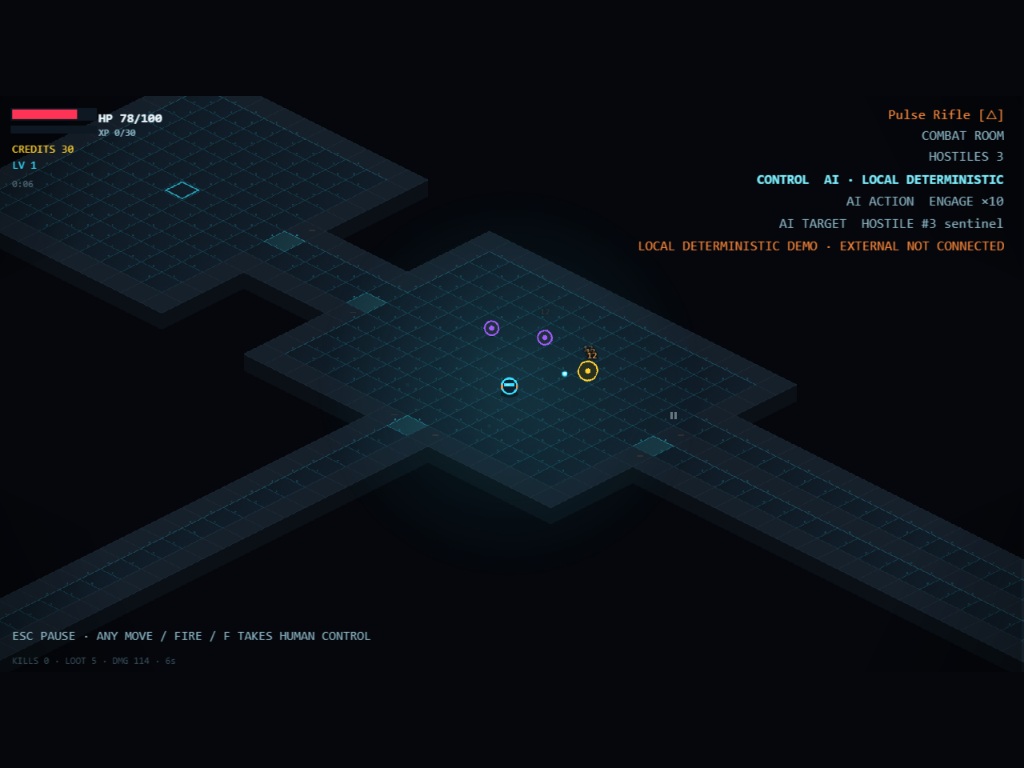 HP 78/100
XP 0/30
CREDITS 30
LV 1
0:06
Pulse Rifle [△]
COMBAT ROOM
HOSTILES 3
CONTROL AI · LOCAL DETERMINISTIC
AI ACTION ENGAGE ×10
AI TARGET HOSTILE #3 sentinel
LOCAL DETERMINISTIC DEMO · EXTERNAL NOT CONNECTED
12
ESC PAUSE · ANY MOVE / FIRE / F TAKES HUMAN CONTROL
KILLS 0 · LOOT 5 · DMG 114 · 6s